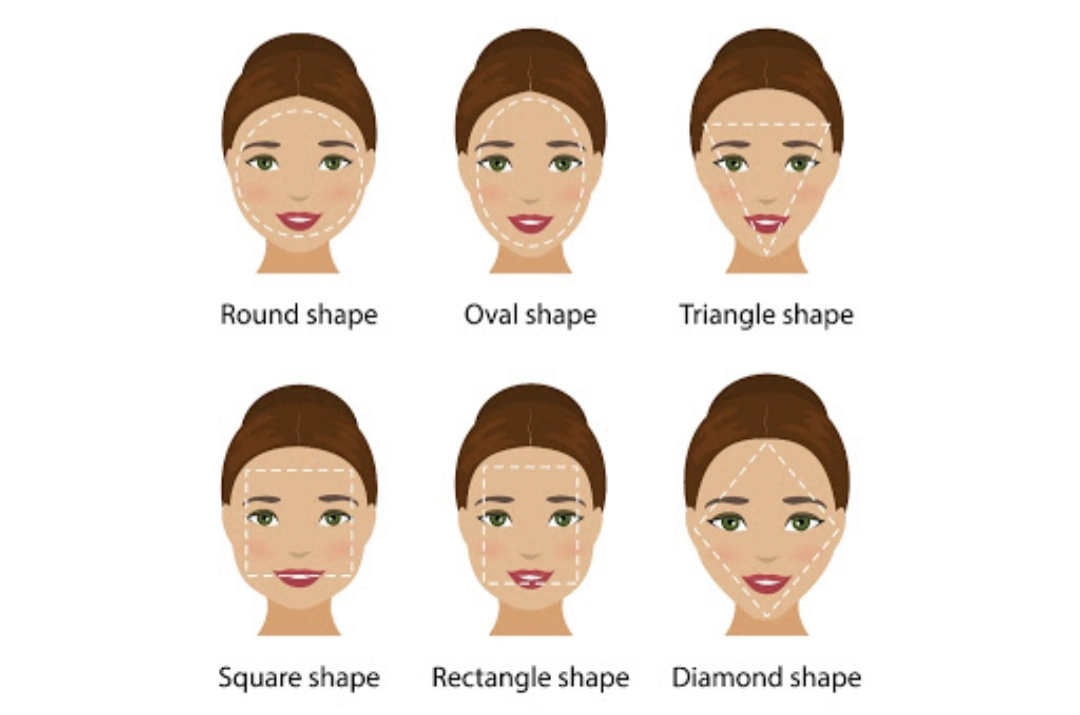 Round shape
Oval shape
Triangle shape
Square shape
Rectangle shape
Diamond shape